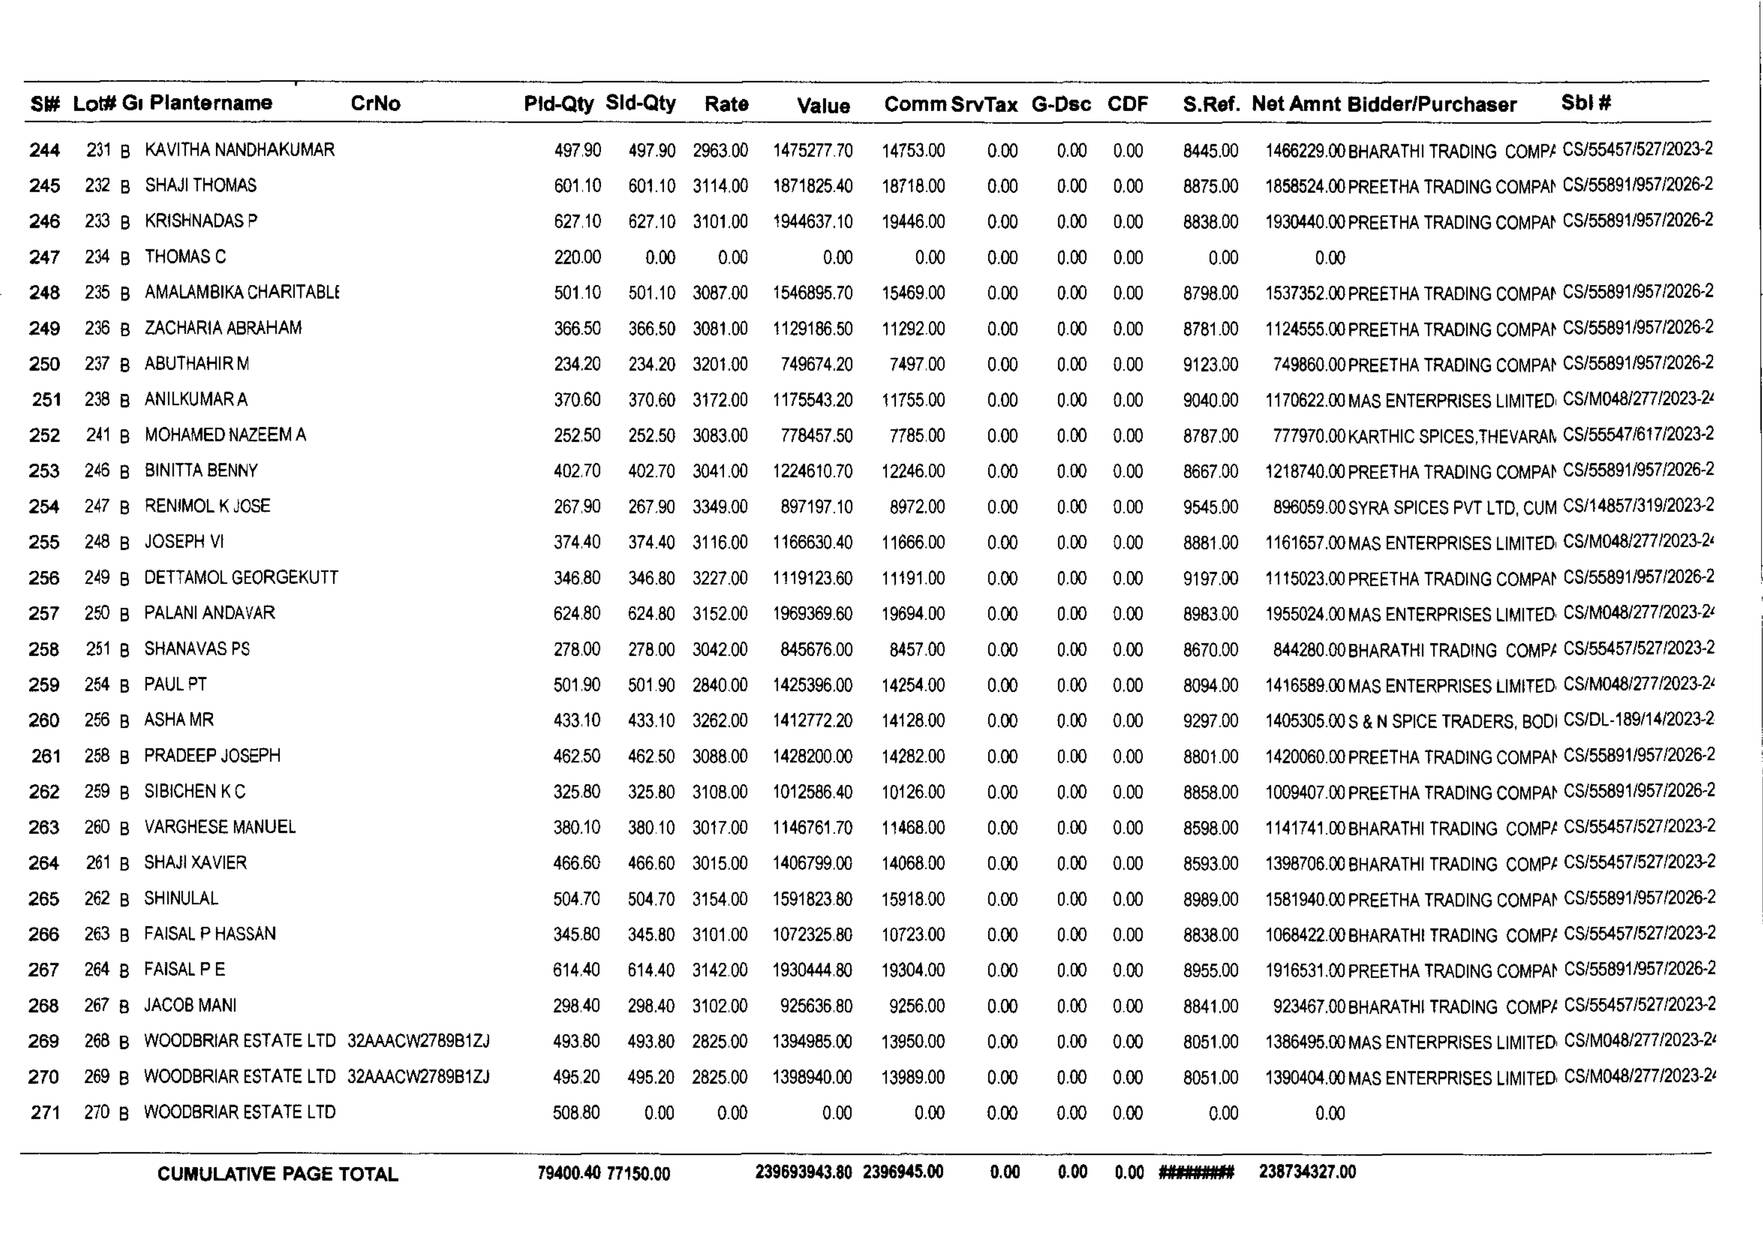 Sl# Lot# Gr Plantername CrNo Pld-Qty Sld-Qty Rate Value Comm SrvTax G-Dsc CDF S.Ref. Net Amnt Bidder/Purchaser Sbl #
244 231 B KAVITHA NANDHAKUMAR 497.90 497.90 2963.00 1475277.70 14753.00 0.00 0.00 0.00 8445.00 1466229.00 BHARATHI TRADING COMPA CS/55457/527/2023-2
245 232 B SHAJI THOMAS 601.10 601.10 3114.00 1871825.40 18718.00 0.00 0.00 0.00 8875.00 1858524.00 PREETHA TRADING COMPAN CS/55891/957/2026-2
246 233 B KRISHNADAS P 627.10 627.10 3101.00 1944637.10 19446.00 0.00 0.00 0.00 8838.00 1930440.00 PREETHA TRADING COMPAN CS/55891/957/2026-2
247 234 B THOMAS C 220.00 0.00 0.00 0.00 0.00 0.00 0.00 0.00 0.00 0.00
248 235 B AMALAMBIKA CHARITABLE 501.10 501.10 3087.00 1546895.70 15469.00 0.00 0.00 0.00 8798.00 1537352.00 PREETHA TRADING COMPAN CS/55891/957/2026-2
249 236 B ZACHARIA ABRAHAM 366.50 366.50 3081.00 1129186.50 11292.00 0.00 0.00 0.00 8781.00 1124555.00 PREETHA TRADING COMPAN CS/55891/957/2026-2
250 237 B ABUTHAHIR M 234.20 234.20 3201.00 749674.20 7497.00 0.00 0.00 0.00 9123.00 749860.00 PREETHA TRADING COMPAN CS/55891/957/2026-2
251 238 B ANILKUMAR A 370.60 370.60 3172.00 1175543.20 11755.00 0.00 0.00 0.00 9040.00 1170622.00 MAS ENTERPRISES LIMITED CS/M048/277/2023-24
252 241 B MOHAMED NAZEEM A 252.50 252.50 3083.00 778457.50 7785.00 0.00 0.00 0.00 8787.00 777970.00 KARTHIC SPICES,THEVARAM CS/55547/617/2023-2
253 246 B BINITTA BENNY 402.70 402.70 3041.00 1224610.70 12246.00 0.00 0.00 0.00 8667.00 1218740.00 PREETHA TRADING COMPAN CS/55891/957/2026-2
254 247 B RENIMOL K JOSE 267.90 267.90 3349.00 897197.10 8972.00 0.00 0.00 0.00 9545.00 896059.00 SYRA SPICES PVT LTD, CUM CS/14857/319/2023-2
255 248 B JOSEPH VI 374.40 374.40 3116.00 1166630.40 11666.00 0.00 0.00 0.00 8881.00 1161657.00 MAS ENTERPRISES LIMITED CS/M048/277/2023-24
256 249 B DETTAMOL GEORGEKUTT 346.80 346.80 3227.00 1119123.60 11191.00 0.00 0.00 0.00 9197.00 1115023.00 PREETHA TRADING COMPAN CS/55891/957/2026-2
257 250 B PALANI ANDAVAR 624.80 624.80 3152.00 1969369.60 19694.00 0.00 0.00 0.00 8983.00 1955024.00 MAS ENTERPRISES LIMITED CS/M048/277/2023-24
258 251 B SHANAVAS PS 278.00 278.00 3042.00 845676.00 8457.00 0.00 0.00 0.00 8670.00 844280.00 BHARATHI TRADING COMPA CS/55457/527/2023-2
259 254 B PAUL PT 501.90 501.90 2840.00 1425396.00 14254.00 0.00 0.00 0.00 8094.00 1416589.00 MAS ENTERPRISES LIMITED CS/M048/277/2023-24
260 256 B ASHA MR 433.10 433.10 3262.00 1412772.20 14128.00 0.00 0.00 0.00 9297.00 1405305.00 S & N SPICE TRADERS, BODI CS/DL-189/14/2023-2
261 258 B PRADEEP JOSEPH 462.50 462.50 3088.00 1428200.00 14282.00 0.00 0.00 0.00 8801.00 1420060.00 PREETHA TRADING COMPAN CS/55891/957/2026-2
262 259 B SIBICHEN K C 325.80 325.80 3108.00 1012586.40 10126.00 0.00 0.00 0.00 8858.00 1009407.00 PREETHA TRADING COMPAN CS/55891/957/2026-2
263 260 B VARGHESE MANUEL 380.10 380.10 3017.00 1146761.70 11468.00 0.00 0.00 0.00 8598.00 1141741.00 BHARATHI TRADING COMPA CS/55457/527/2023-2
264 261 B SHAJI XAVIER 466.60 466.60 3015.00 1406799.00 14068.00 0.00 0.00 0.00 8593.00 1398706.00 BHARATHI TRADING COMPA CS/55457/527/2023-2
265 262 B SHINULAL 504.70 504.70 3154.00 1591823.80 15918.00 0.00 0.00 0.00 8989.00 1581940.00 PREETHA TRADING COMPAN CS/55891/957/2026-2
266 263 B FAISAL P HASSAN 345.80 345.80 3101.00 1072325.80 10723.00 0.00 0.00 0.00 8838.00 1068422.00 BHARATHI TRADING COMPA CS/55457/527/2023-2
267 264 B FAISAL P E 614.40 614.40 3142.00 1930444.80 19304.00 0.00 0.00 0.00 8955.00 1916531.00 PREETHA TRADING COMPAN CS/55891/957/2026-2
268 267 B JACOB MANI 298.40 298.40 3102.00 925636.80 9256.00 0.00 0.00 0.00 8841.00 923467.00 BHARATHI TRADING COMPA CS/55457/527/2023-2
269 268 B WOODBRIAR ESTATE LTD 32AAACW2789B1ZJ 493.80 493.80 2825.00 1394985.00 13950.00 0.00 0.00 0.00 8051.00 1386495.00 MAS ENTERPRISES LIMITED CS/M048/277/2023-24
270 269 B WOODBRIAR ESTATE LTD 32AAACW2789B1ZJ 495.20 495.20 2825.00 1398940.00 13989.00 0.00 0.00 0.00 8051.00 1390404.00 MAS ENTERPRISES LIMITED CS/M048/277/2023-24
271 270 B WOODBRIAR ESTATE LTD 508.80 0.00 0.00 0.00 0.00 0.00 0.00 0.00 0.00 0.00
CUMULATIVE PAGE TOTAL 79400.40 77150.00 239693943.80 2396945.00 0.00 0.00 0.00 ######### 238734327.00